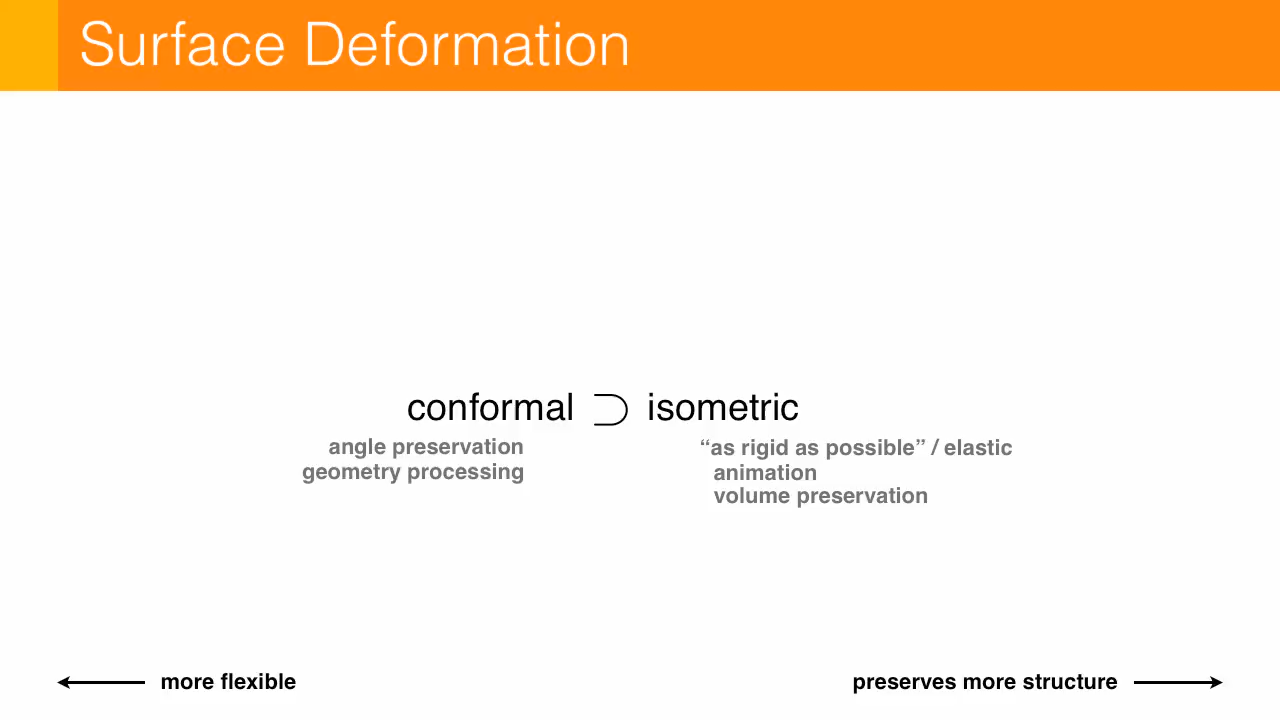 Surface Deformation
conformal ⊃ isometric
angle preservation
geometry processing
“as rigid as possible” / elastic
animation
volume preservation
more flexible
preserves more structure